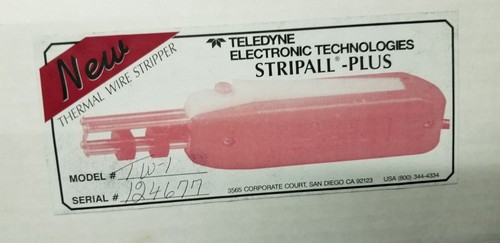 New
THERMAL WIRE STRIPPER
TELEDYNE
ELECTRONIC TECHNOLOGIES
STRIPALL®-PLUS
MODEL # TW-1
SERIAL # 124677
3565 CORPORATE COURT, SAN DIEGO CA 92123 USA (800) 344-4334